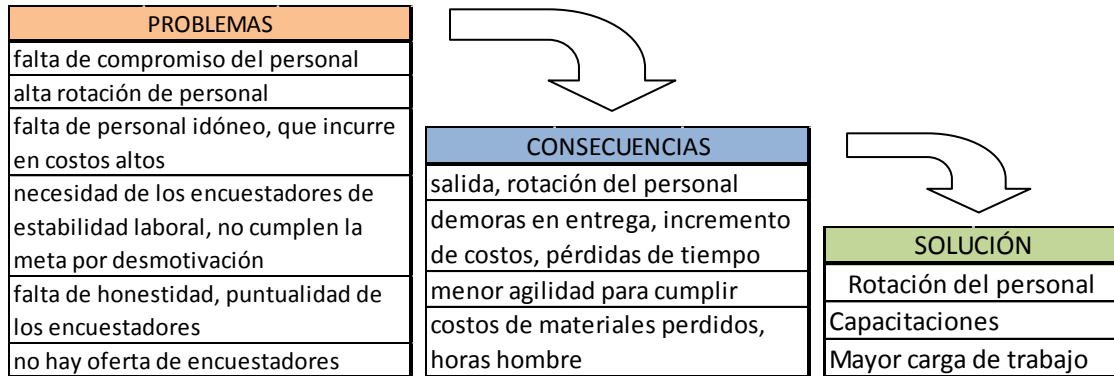 PROBLEMAS
falta de compromiso del personal
alta rotación de personal
falta de personal idóneo, que incurre
en costos altos
necesidad de los encuestadores de
estabilidad laboral, no cumplen la
meta por desmotivación
falta de honestidad, puntualidad de
los encuestadores
no hay oferta de encuestadores
CONSECUENCIAS
salida, rotación del personal
demoras en entrega, incremento
de costos, pérdidas de tiempo
menor agilidad para cumplir
costos de materiales perdidos,
horas hombre
SOLUCIÓN
Rotación del personal
Capacitaciones
Mayor carga de trabajo